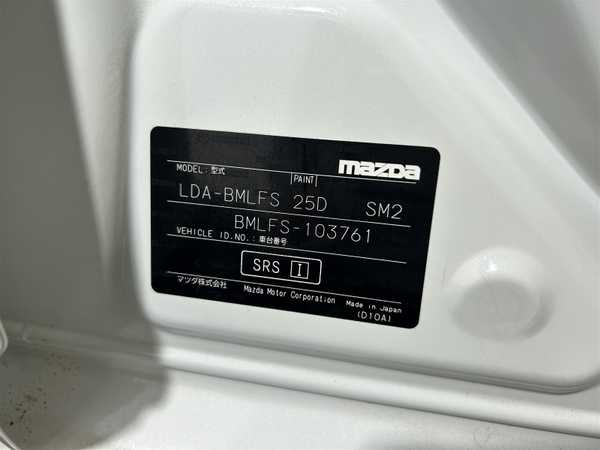 mazda
MODEL: 型式 PAINT
LDA-BMLFS 25D SM2
BMLFS-103761
VEHICLE ID.NO.: 車台番号
SRS I
マツダ株式会社 Mazda Motor Corporation Made in Japan
(D10A)